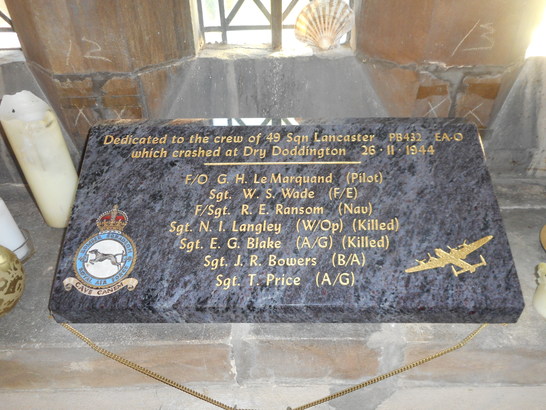 Dedicated to the crew of 49 Sqn Lancaster PB432 EA-O
which crashed at Dry Doddington 26·11·1944
F/O G. H. Le Marquand (Pilot)
Sgt. W. S. Wade (F/E)
F/Sgt. R. E. Ransom (Nav)
Sgt. N. I. Langley (W/Op) (Killed)
Sgt. E. G. Blake (A/G) (Killed)
Sgt. J. R. Bowers (B/A)
Sgt. T. Price (A/G)
CAVE CANEM